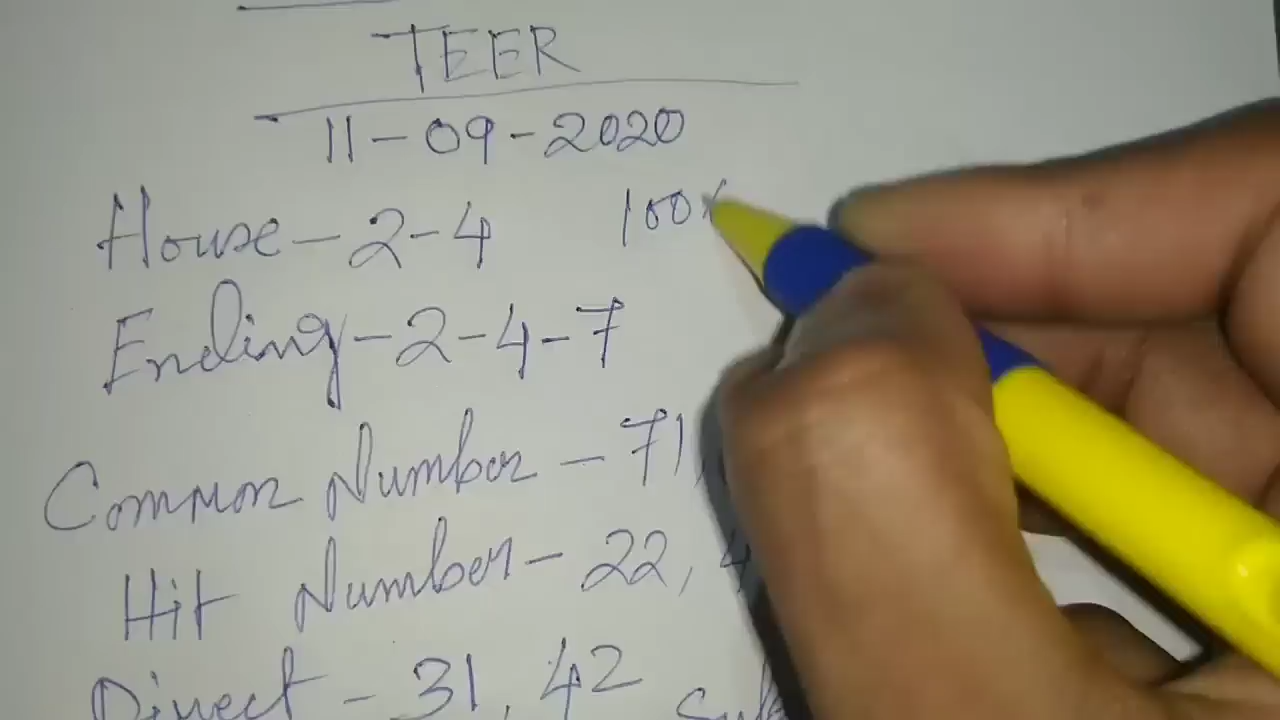 TEER
11-09-2020
House-2-4 100%
Ending-2-4-7
Common Number - 71,
Hit Number - 22, 4
Direct - 31, 42